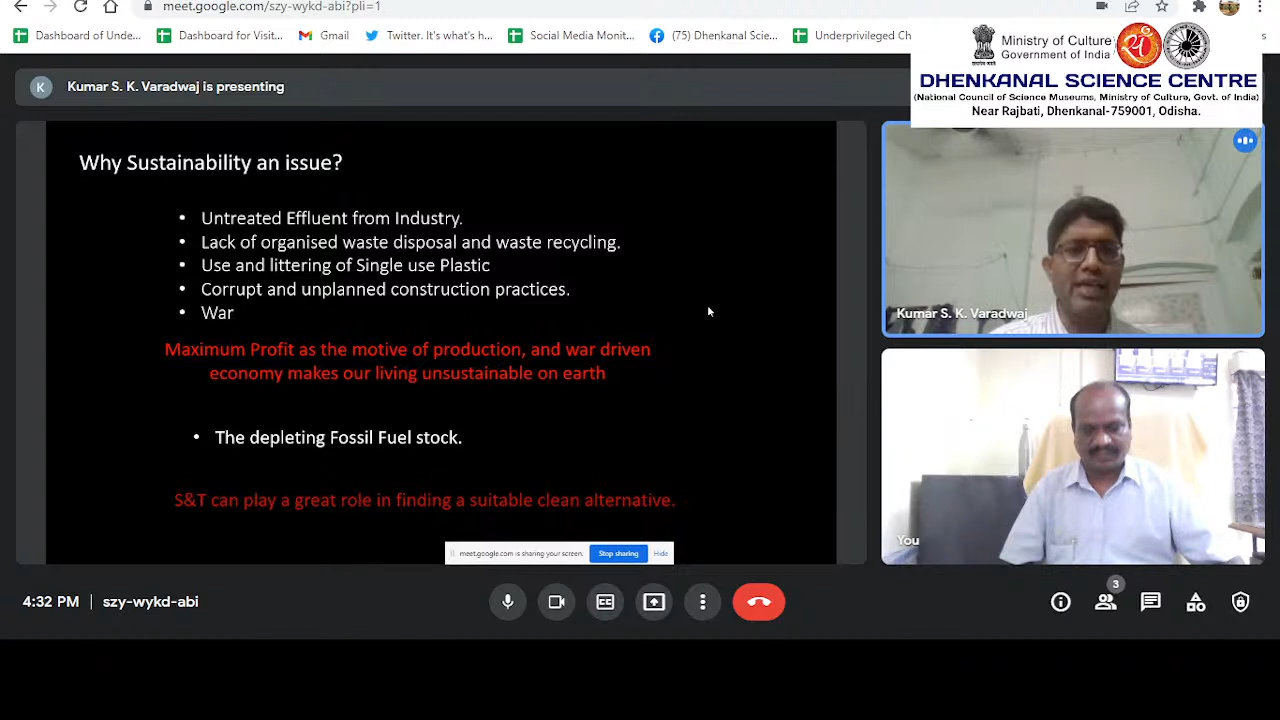 meet.google.com/szy-wykd-abi?pli=1
Dashboard of Unde...
Dashboard for Visit...
Gmail
Twitter. It's what's h...
Social Media Monit...
(75) Dhenkanal Scie...
Underprivileged Ch
Ministry of Culture
Government of India
DHENKANAL SCIENCE CENTRE
(National Council of Science Museums, Ministry of Culture, Govt. of India)
Near Rajbati, Dhenkanal-759001, Odisha.
K
Kumar S. K. Varadwaj is presenting
Why Sustainability an issue?
• Untreated Effluent from Industry.
• Lack of organised waste disposal and waste recycling.
• Use and littering of Single use Plastic
• Corrupt and unplanned construction practices.
• War
Maximum Profit as the motive of production, and war driven
economy makes our living unsustainable on earth
• The depleting Fossil Fuel stock.
S&T can play a great role in finding a suitable clean alternative.
meet.google.com is sharing your screen.
Stop sharing
Hide
Kumar S. K. Varadwaj
You
4:32 PM
szy-wykd-abi
CC
3